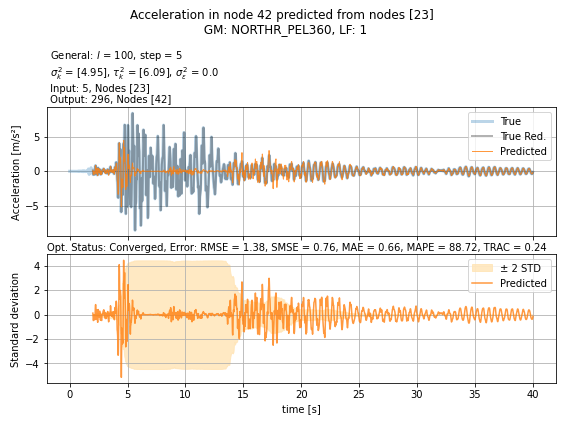 Acceleration in node 42 predicted from nodes [23]
GM: NORTHR_PEL360, LF: 1
General: l = 100, step = 5
σ²ₖ = [4.95], τ²ₖ = [6.09], σ²ε = 0.0
Input: 5, Nodes [23]
Output: 296, Nodes [42]
True
True Red.
Predicted
Acceleration [m/s²]
5
0
−5
Opt. Status: Converged, Error: RMSE = 1.38, SMSE = 0.76, MAE = 0.66, MAPE = 88.72, TRAC = 0.24
± 2 STD
Predicted
Standard deviation
4
2
0
−2
−4
0 5 10 15 20 25 30 35 40
time [s]